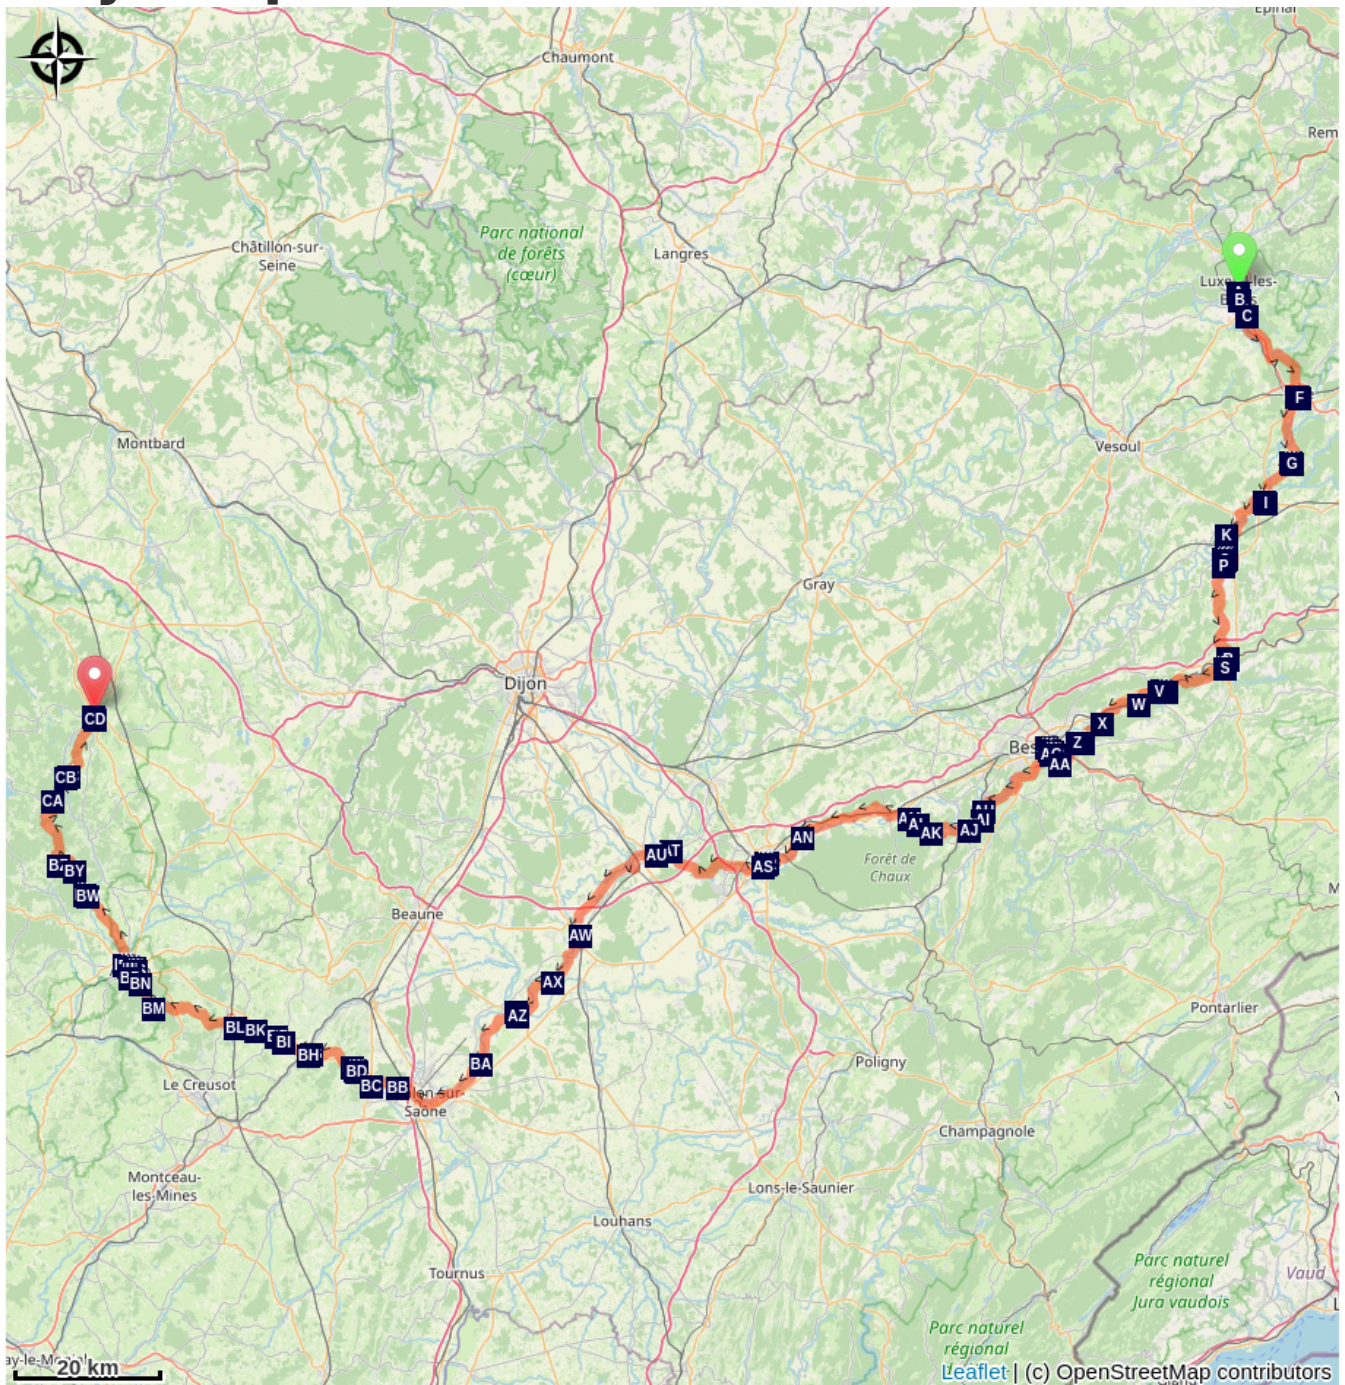 Chaumont
Epinal
Rem
Parc national
de forêts
(cœur)
Châtillon-sur-
Seine
Langres
B
C
F
Montbard
Vesoul
G
I
K
P
Gray
S
Dijon
V
W
X
Z
AA
CD
CB
CA
AN
AK
AJ
Forêt de
Chaux
AU
AS
BY
BW
Beaune
AW
AX
AZ
BN
BM
BL
BK
BI
BH
BA
BD
BC
BB
Saône
Pontarlier
Poligny
Le Creusot
Champagnole
Montceau-
les-Mines
Lons-le-Saunier
Louhans
Tournus
Parc naturel
régional
Jura vaudois
Vaud
Parc naturel
régional
20 km
Leaflet | (c) OpenStreetMap contributors